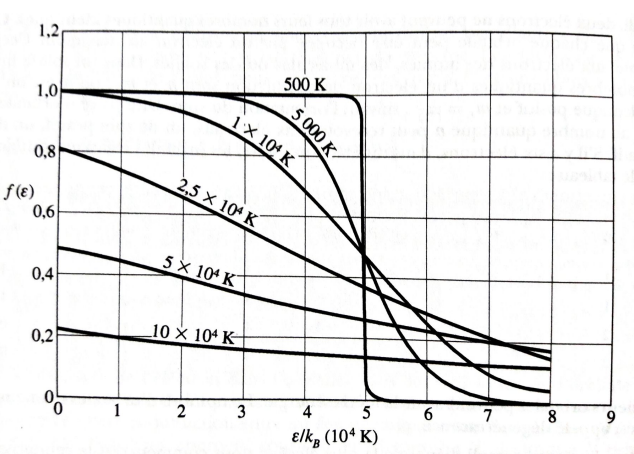 1,2
1,0
0,8
f(ε)
0,6
0,4
0,2
0
500 K
5 000 K
1 × 10⁴ K
2,5 × 10⁴ K
5 × 10⁴ K
10 × 10⁴ K
0 1 2 3 4 5 6 7 8 9
ε/k_B (10⁴ K)